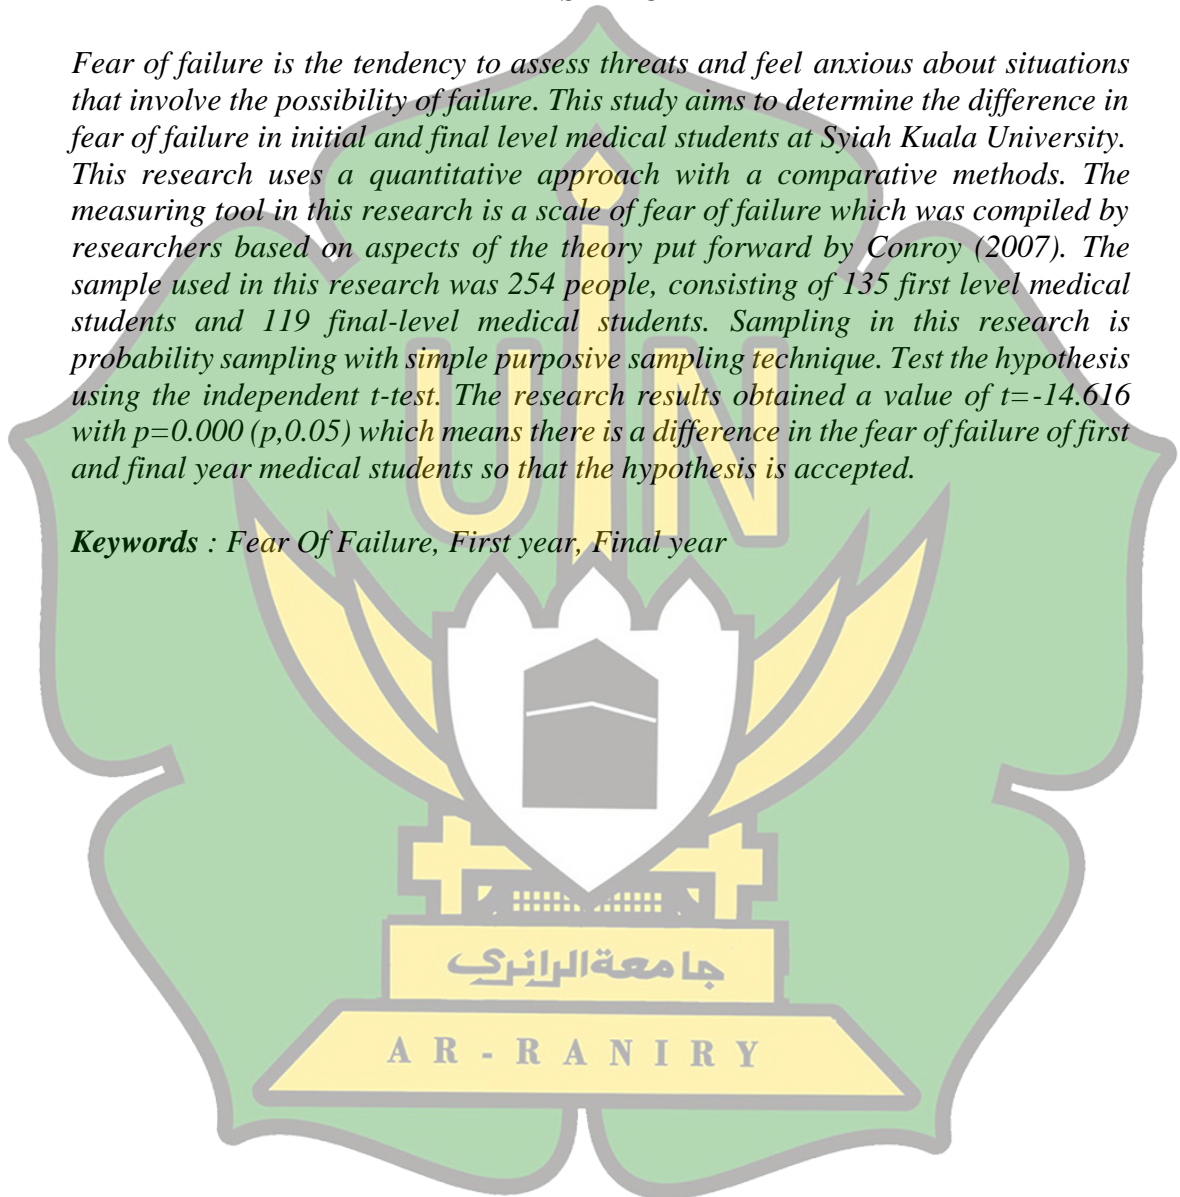 Fear of failure is the tendency to assess threats and feel anxious about situations
that involve the possibility of failure. This study aims to determine the difference in
fear of failure in initial and final level medical students at Syiah Kuala University.
This research uses a quantitative approach with a comparative methods. The
measuring tool in this research is a scale of fear of failure which was compiled by
researchers based on aspects of the theory put forward by Conroy (2007). The
sample used in this research was 254 people, consisting of 135 first level medical
students and 119 final-level medical students. Sampling in this research is
probability sampling with simple purposive sampling technique. Test the hypothesis
using the independent t-test. The research results obtained a value of t=-14.616
with p=0.000 (p,0.05) which means there is a difference in the fear of failure of first
and final year medical students so that the hypothesis is accepted.
Keywords : Fear Of Failure, First year, Final year
UIN
جامعةالرانري
AR-RANIRY